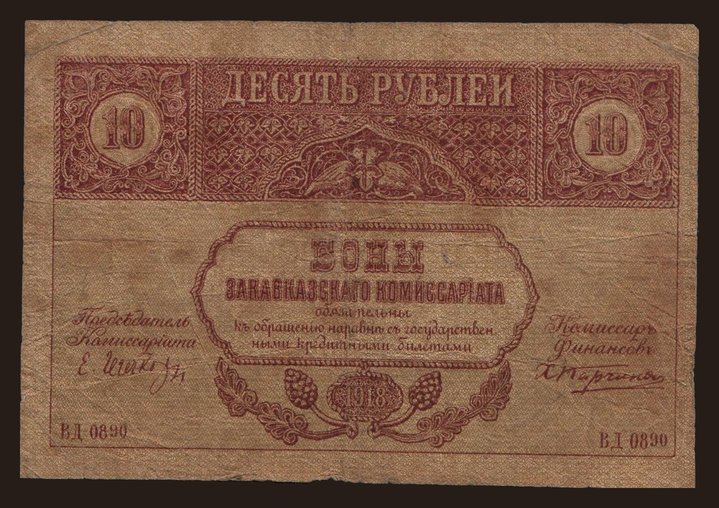 ДЕСЯТЬ РУБЛЕЙ
10 10
БОНЫ
ЗАКАВКАЗСКАГО КОМИССАРІАТА
обязательны
къ обращенію наравнѣ съ государствен
ными кредитными билетами
Предсѣдатель
Комиссаріата
Комиссаръ
Финансовъ
1918
ВД 0890 ВД 0890